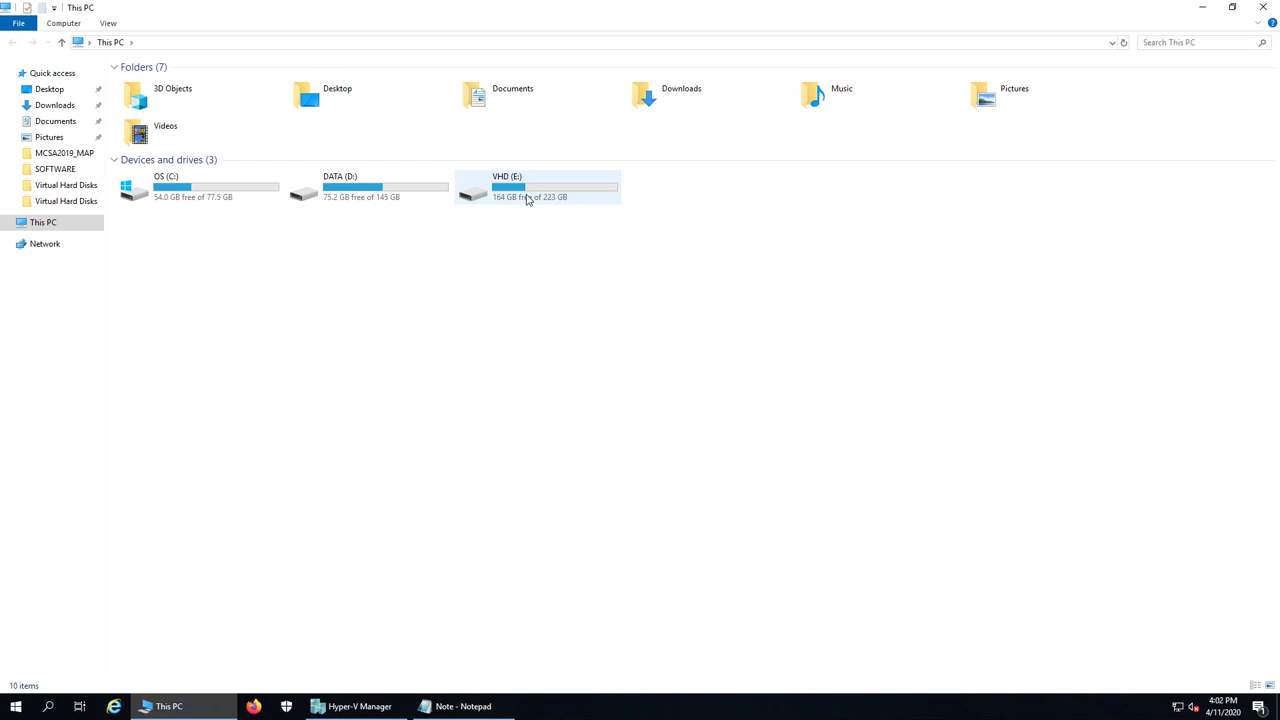 This PC
File
Computer
View
This PC
Search This PC
Quick access
Desktop
Downloads
Documents
Pictures
MCSA2019_MAP
SOFTWARE
Virtual Hard Disks
Virtual Hard Disks
This PC
Network
Folders (7)
3D Objects
Desktop
Documents
Downloads
Music
Pictures
Videos
Devices and drives (3)
OS (C:)
54.0 GB free of 77.5 GB
DATA (D:)
75.2 GB free of 145 GB
VHD (E:)
164 GB free of 223 GB
10 items
This PC
Hyper-V Manager
Note - Notepad
4:02 PM
4/11/2020
1